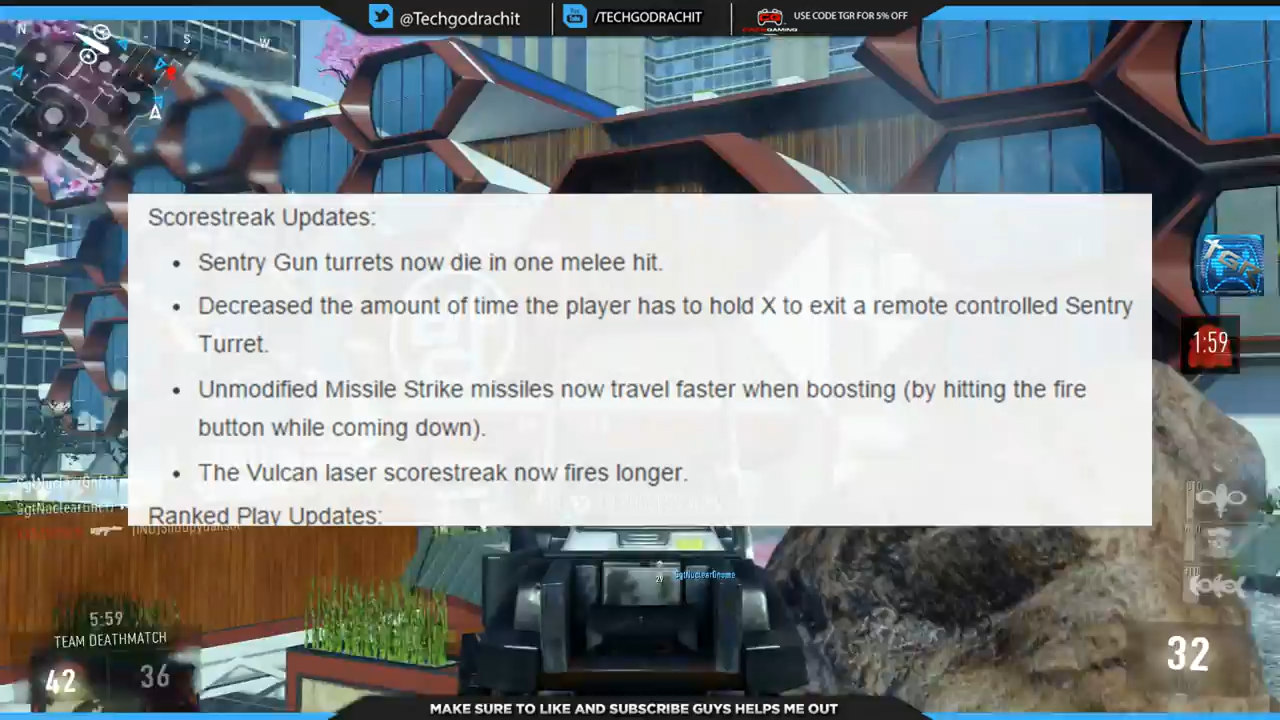 @Techgodrachit
/TECHGODRACHIT
USE CODE TGR FOR 5% OFF
N
S
W
TGR
1:59
Scorestreak Updates:
• Sentry Gun turrets now die in one melee hit.
• Decreased the amount of time the player has to hold X to exit a remote controlled Sentry
Turret.
• Unmodified Missile Strike missiles now travel faster when boosting (by hitting the fire
button while coming down).
• The Vulcan laser scorestreak now fires longer.
Ranked Play Updates:
29
SgtNuclearGnome
5:59
TEAM DEATHMATCH
42
36
32
MAKE SURE TO LIKE AND SUBSCRIBE GUYS HELPS ME OUT